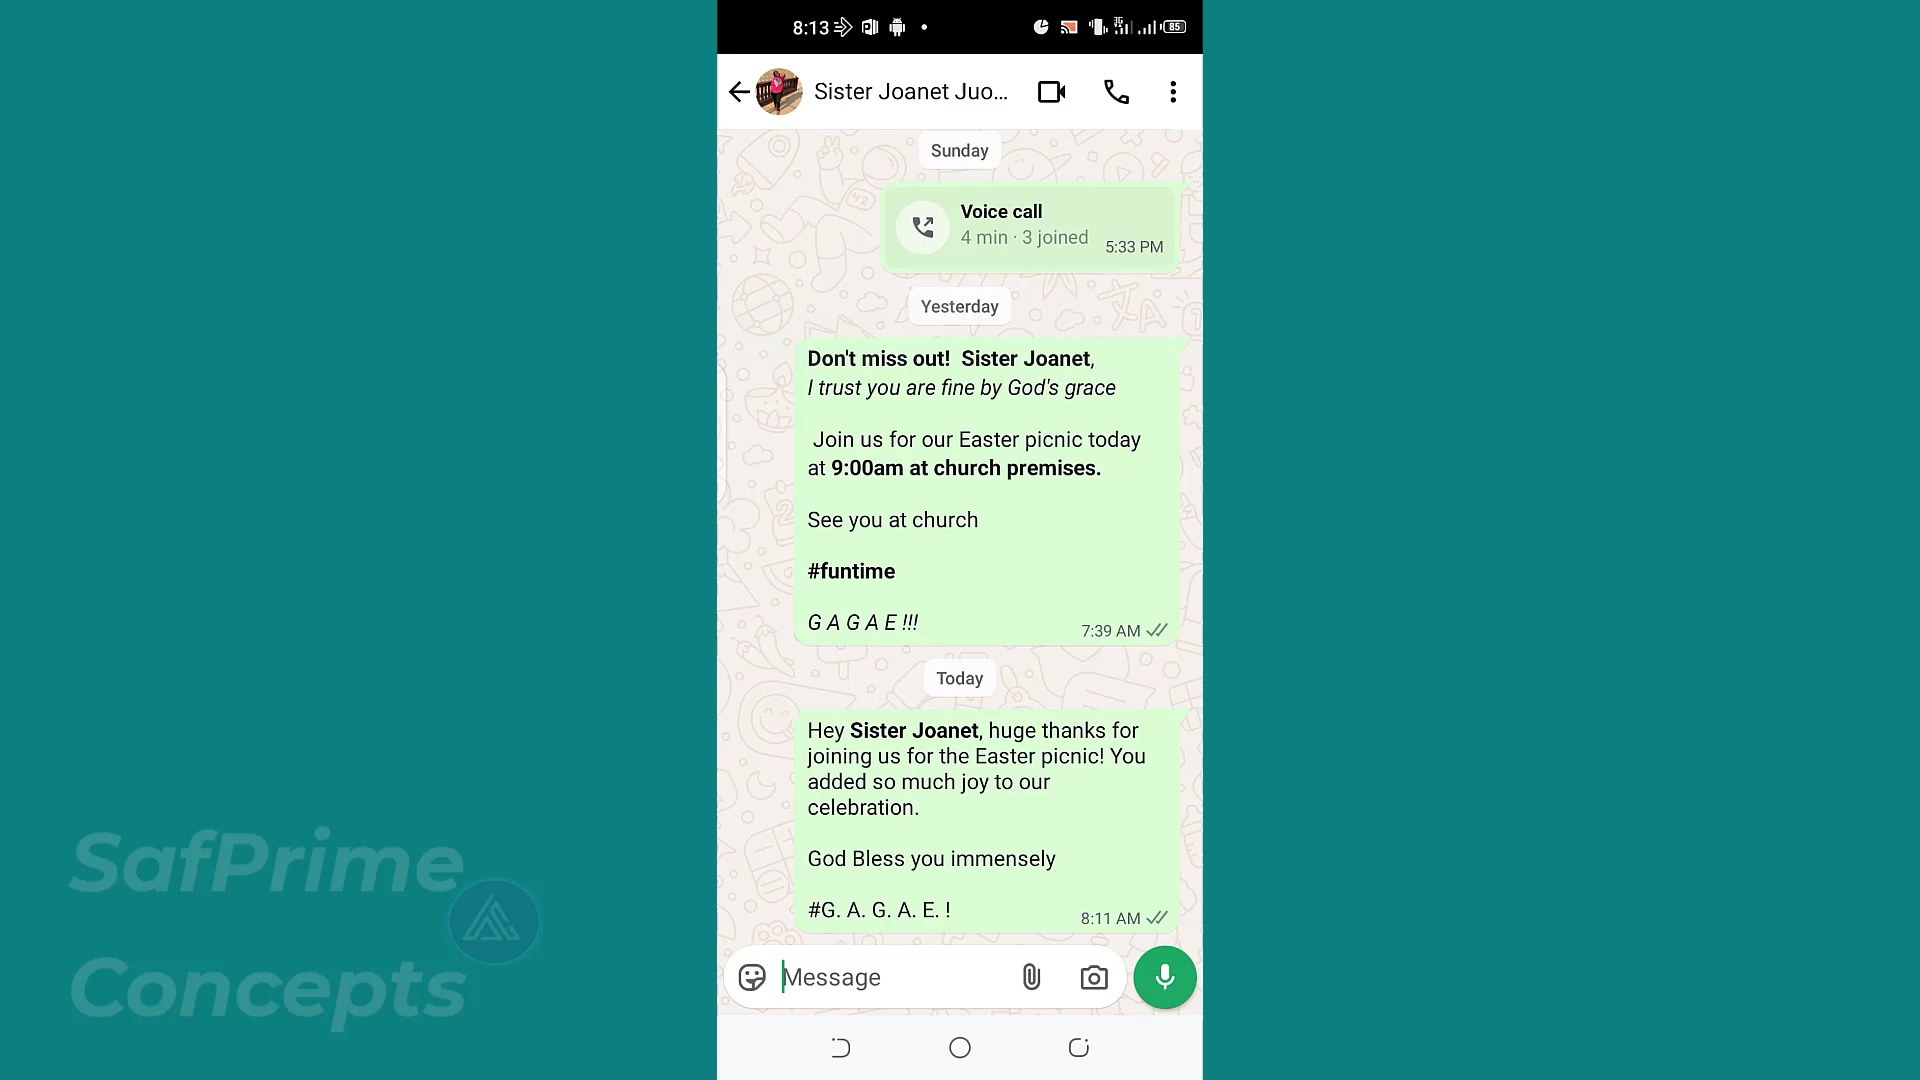 8:13
85
Sister Joanet Juo...
Sunday
Voice call
4 min · 3 joined
5:33 PM
Yesterday
Don't miss out!  Sister Joanet,
I trust you are fine by God's grace
Join us for our Easter picnic today
at 9:00am at church premises.
See you at church
#funtime
G A G A E !!!
7:39 AM
Today
Hey Sister Joanet, huge thanks for
joining us for the Easter picnic! You
added so much joy to our
celebration.
God Bless you immensely
#G. A. G. A. E. !
8:11 AM
Message
SafPrime
Concepts